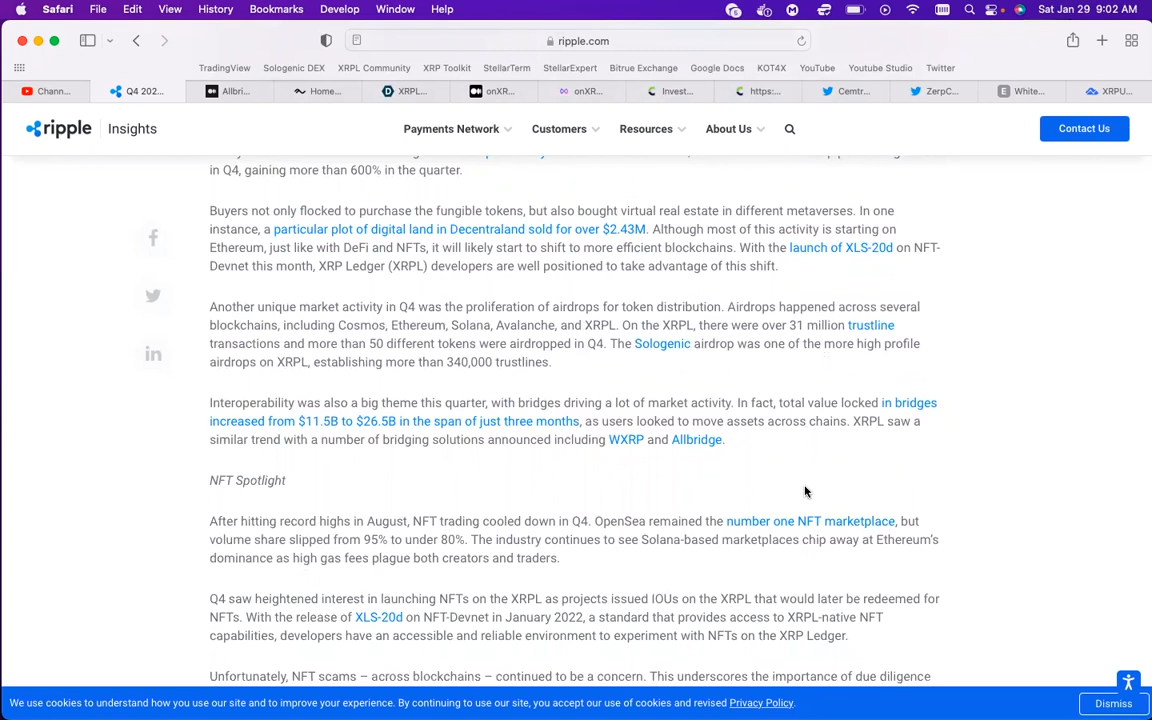 Safari File Edit View History Bookmarks Develop Window Help Sat Jan 29 9:02 AM
ripple.com
TradingView Sologenic DEX XRPL Community XRP Toolkit StellarTerm StellarExpert Bitrue Exchange Google Docs KOT4X YouTube Youtube Studio Twitter
Chann... Q4 202... Allbri... Home... XRPL... onXR... onXR... Invest... https:... Cemtr... ZerpC... White... XRPU...
ripple Insights Payments Network Customers Resources About Us Contact Us
in Q4, gaining more than 600% in the quarter.
Buyers not only flocked to purchase the fungible tokens, but also bought virtual real estate in different metaverses. In one
instance, a particular plot of digital land in Decentraland sold for over $2.43M. Although most of this activity is starting on
Ethereum, just like with DeFi and NFTs, it will likely start to shift to more efficient blockchains. With the launch of XLS-20d on NFT-
Devnet this month, XRP Ledger (XRPL) developers are well positioned to take advantage of this shift.
Another unique market activity in Q4 was the proliferation of airdrops for token distribution. Airdrops happened across several
blockchains, including Cosmos, Ethereum, Solana, Avalanche, and XRPL. On the XRPL, there were over 31 million trustline
transactions and more than 50 different tokens were airdropped in Q4. The Sologenic airdrop was one of the more high profile
airdrops on XRPL, establishing more than 340,000 trustlines.
Interoperability was also a big theme this quarter, with bridges driving a lot of market activity. In fact, total value locked in bridges
increased from $11.5B to $26.5B in the span of just three months, as users looked to move assets across chains. XRPL saw a
similar trend with a number of bridging solutions announced including WXRP and Allbridge.
NFT Spotlight
After hitting record highs in August, NFT trading cooled down in Q4. OpenSea remained the number one NFT marketplace, but
volume share slipped from 95% to under 80%. The industry continues to see Solana-based marketplaces chip away at Ethereum's
dominance as high gas fees plague both creators and traders.
Q4 saw heightened interest in launching NFTs on the XRPL as projects issued IOUs on the XRPL that would later be redeemed for
NFTs. With the release of XLS-20d on NFT-Devnet in January 2022, a standard that provides access to XRPL-native NFT
capabilities, developers have an accessible and reliable environment to experiment with NFTs on the XRP Ledger.
Unfortunately, NFT scams – across blockchains – continued to be a concern. This underscores the importance of due diligence
We use cookies to understand how you use our site and to improve your experience. By continuing to use our site, you accept our use of cookies and revised Privacy Policy. Dismiss